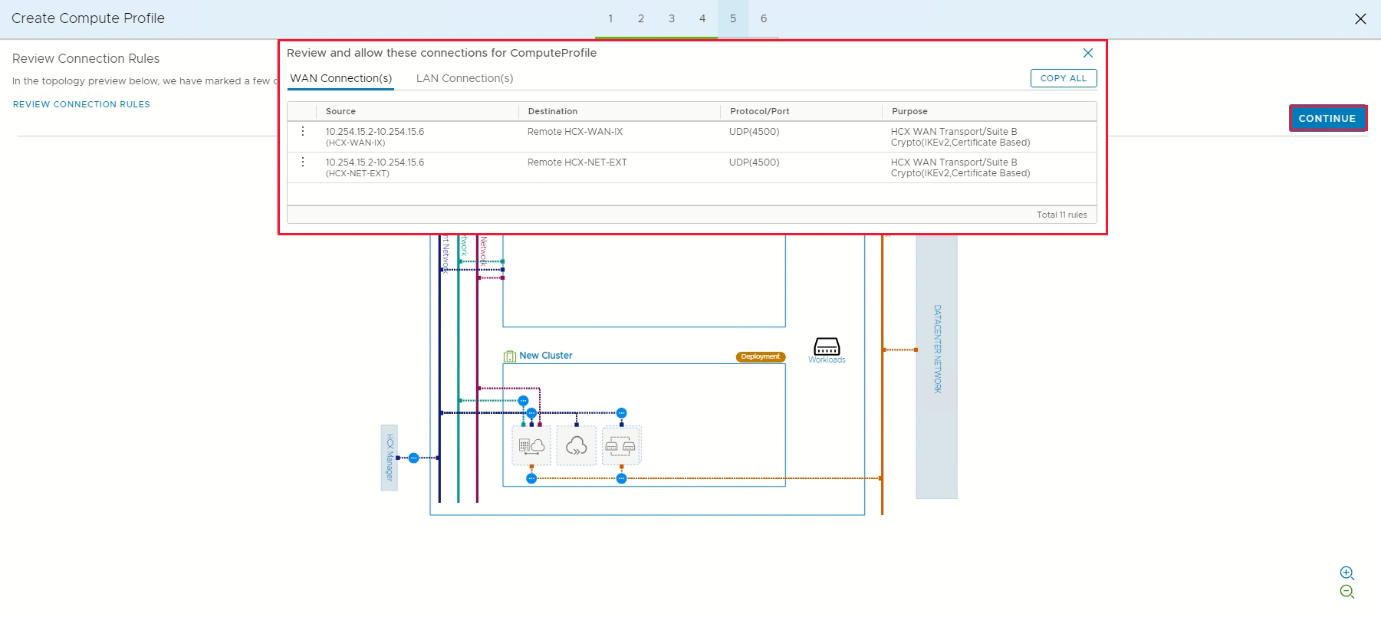 Create Compute Profile
1 2 3 4 5 6
Review Connection Rules
In the topology preview below, we have marked a few
REVIEW CONNECTION RULES
CONTINUE
Review and allow these connections for ComputeProfile
WAN Connection(s) LAN Connection(s)
COPY ALL
Source Destination Protocol/Port Purpose
10.254.15.2-10.254.15.6 Remote HCX-WAN-IX UDP(4500) HCX WAN Transport/Suite B
(HCX-WAN-IX) Crypto(IKEv2,Certificate Based)
10.254.15.2-10.254.15.6 Remote HCX-NET-EXT UDP(4500) HCX WAN Transport/Suite B
(HCX-NET-EXT) Crypto(IKEv2,Certificate Based)
Total 11 rules
Network
Network
New Cluster
Deployment
Workloads
DATACENTER NETWORK
HCX Manager